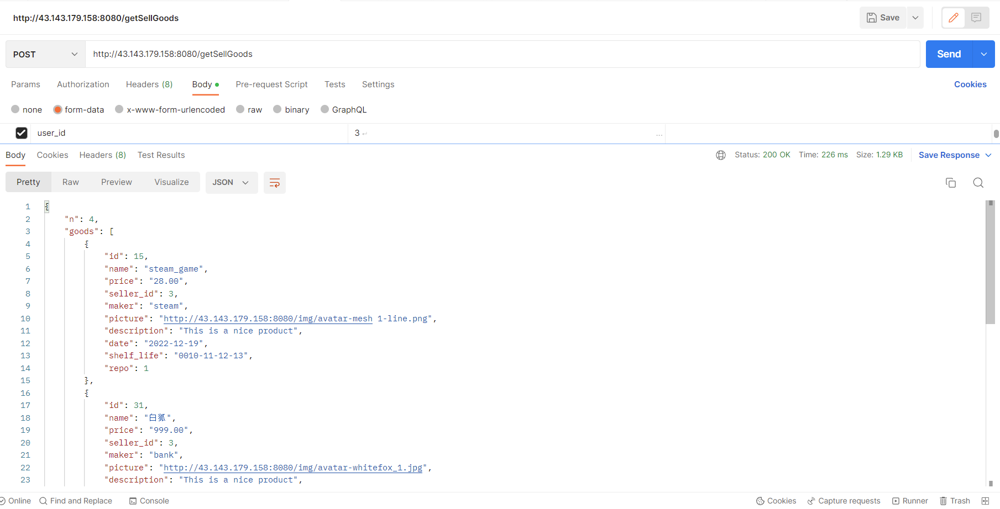 http://43.143.179.158:8080/getSellGoods Save
POST http://43.143.179.158:8080/getSellGoods Send
Params Authorization Headers (8) Body Pre-request Script Tests Settings Cookies
none form-data x-www-form-urlencoded raw binary GraphQL
user_id 3 ↵ ...
Body Cookies Headers (8) Test Results Status: 200 OK Time: 226 ms Size: 1.29 KB Save Response
Pretty Raw Preview Visualize JSON
1 {
2 "n": 4,
3 "goods": [
4 {
5 "id": 15,
6 "name": "steam_game",
7 "price": "28.00",
8 "seller_id": 3,
9 "maker": "steam",
10 "picture": "http://43.143.179.158:8080/img/avatar-mesh 1-line.png",
11 "description": "This is a nice product",
12 "date": "2022-12-19",
13 "shelf_life": "0010-11-12-13",
14 "repo": 1
15 },
16 {
17 "id": 31,
18 "name": "白狐",
19 "price": "999.00",
20 "seller_id": 3,
21 "maker": "bank",
22 "picture": "http://43.143.179.158:8080/img/avatar-whitefox_1.jpg",
23 "description": "This is a nice product",
Online Find and Replace Console Cookies Capture requests Runner Trash